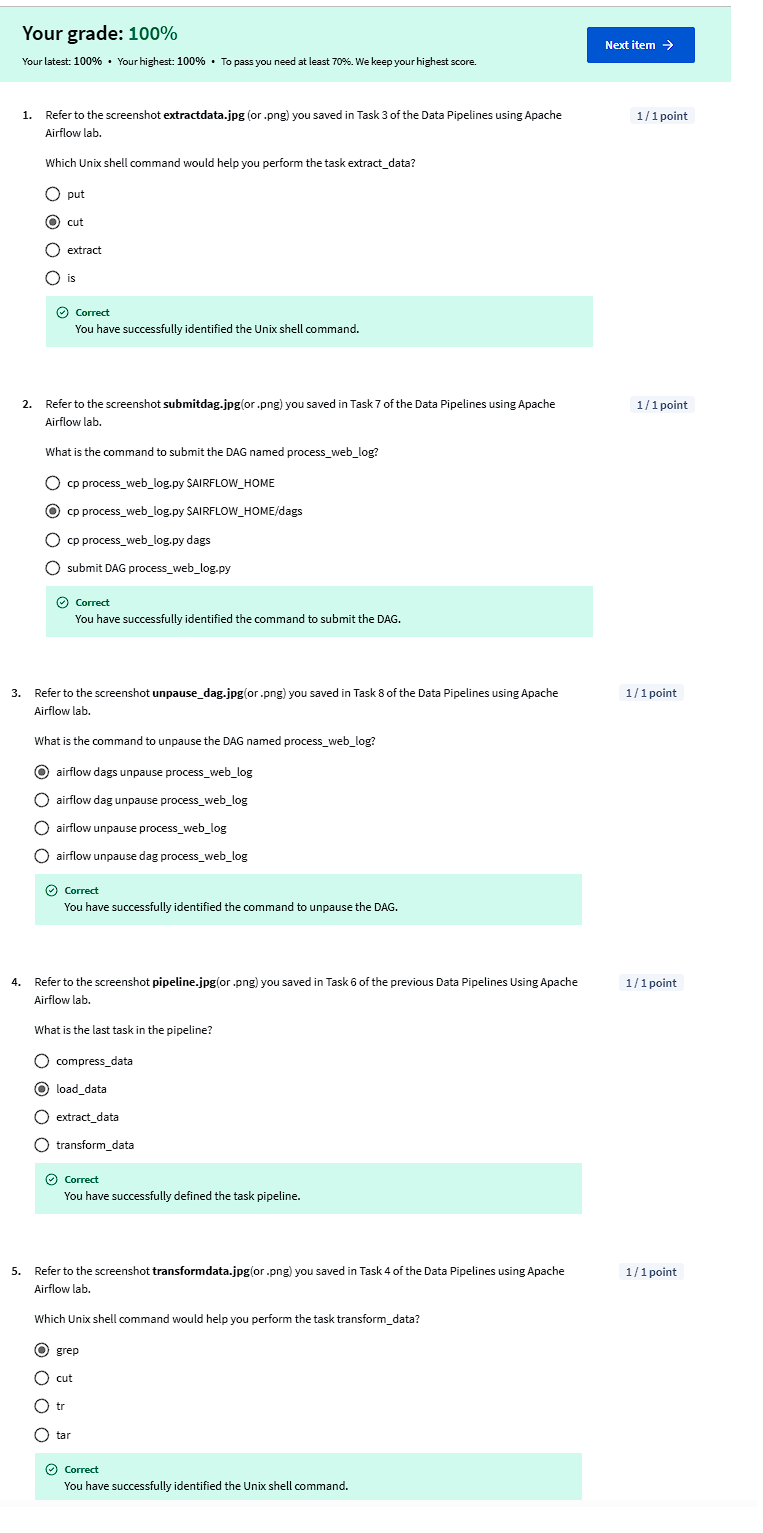 Your grade: 100%
Next item →
Your latest: 100% • Your highest: 100% • To pass you need at least 70%. We keep your highest score.
1. Refer to the screenshot extractdata.jpg (or .png) you saved in Task 3 of the Data Pipelines using Apache
Airflow lab.
1 / 1 point
Which Unix shell command would help you perform the task extract_data?
put
cut
extract
is
Correct
You have successfully identified the Unix shell command.
2. Refer to the screenshot submitdag.jpg(or .png) you saved in Task 7 of the Data Pipelines using Apache
Airflow lab.
1 / 1 point
What is the command to submit the DAG named process_web_log?
cp process_web_log.py $AIRFLOW_HOME
cp process_web_log.py $AIRFLOW_HOME/dags
cp process_web_log.py dags
submit DAG process_web_log.py
Correct
You have successfully identified the command to submit the DAG.
3. Refer to the screenshot unpause_dag.jpg(or .png) you saved in Task 8 of the Data Pipelines using Apache
Airflow lab.
1 / 1 point
What is the command to unpause the DAG named process_web_log?
airflow dags unpause process_web_log
airflow dag unpause process_web_log
airflow unpause process_web_log
airflow unpause dag process_web_log
Correct
You have successfully identified the command to unpause the DAG.
4. Refer to the screenshot pipeline.jpg(or .png) you saved in Task 6 of the previous Data Pipelines Using Apache
Airflow lab.
1 / 1 point
What is the last task in the pipeline?
compress_data
load_data
extract_data
transform_data
Correct
You have successfully defined the task pipeline.
5. Refer to the screenshot transformdata.jpg(or .png) you saved in Task 4 of the Data Pipelines using Apache
Airflow lab.
1 / 1 point
Which Unix shell command would help you perform the task transform_data?
grep
cut
tr
tar
Correct
You have successfully identified the Unix shell command.